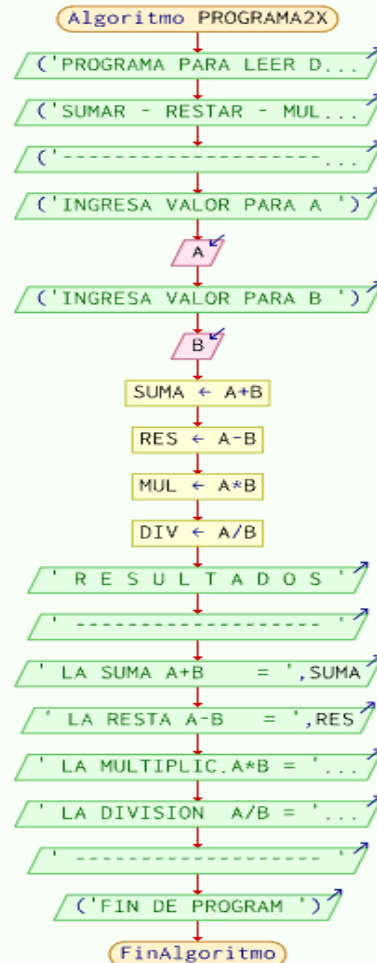 Algoritmo PROGRAMA2X
('PROGRAMA PARA LEER D...
('SUMAR - RESTAR - MUL...
('--------------------...
('INGRESA VALOR PARA A ')
A
('INGRESA VALOR PARA B ')
B
SUMA ← A+B
RES ← A-B
MUL ← A*B
DIV ← A/B
' R E S U L T A D O S '
' ------------------- '
' LA SUMA A+B    = ',SUMA
' LA RESTA A-B   = ',RES
' LA MULTIPLIC.A*B = '...
' LA DIVISION  A/B = '...
' ------------------- '
('FIN DE PROGRAM ')
FinAlgoritmo